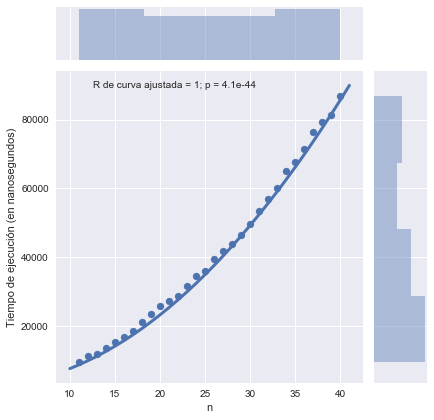 R de curva ajustada = 1; p = 4.1e-44
Tiempo de ejecución (en nanosegundos)
80000
60000
40000
20000
10 15 20 25 30 35 40
n